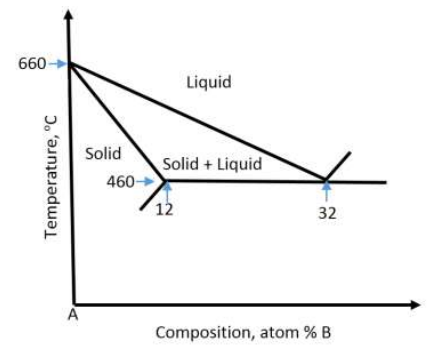 660
Liquid
Temperature, °C
Solid
Solid + Liquid
460
12
32
A
Composition, atom % B